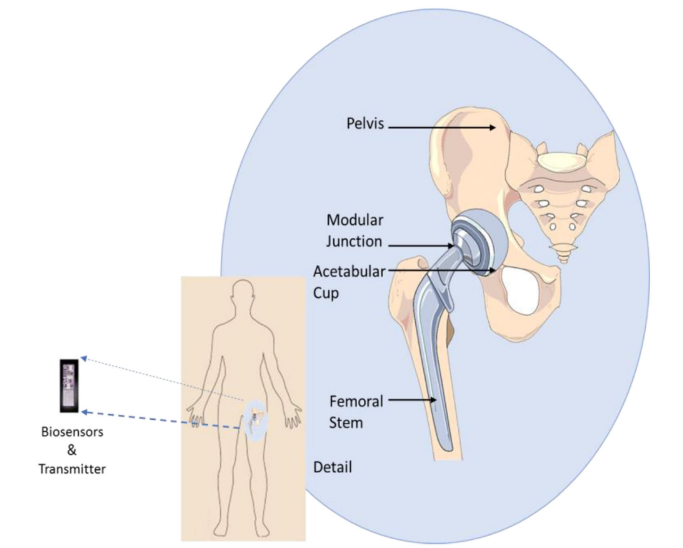 Pelvis
Modular
Junction
Acetabular
Cup
Femoral
Stem
Detail
Biosensors
&
Transmitter